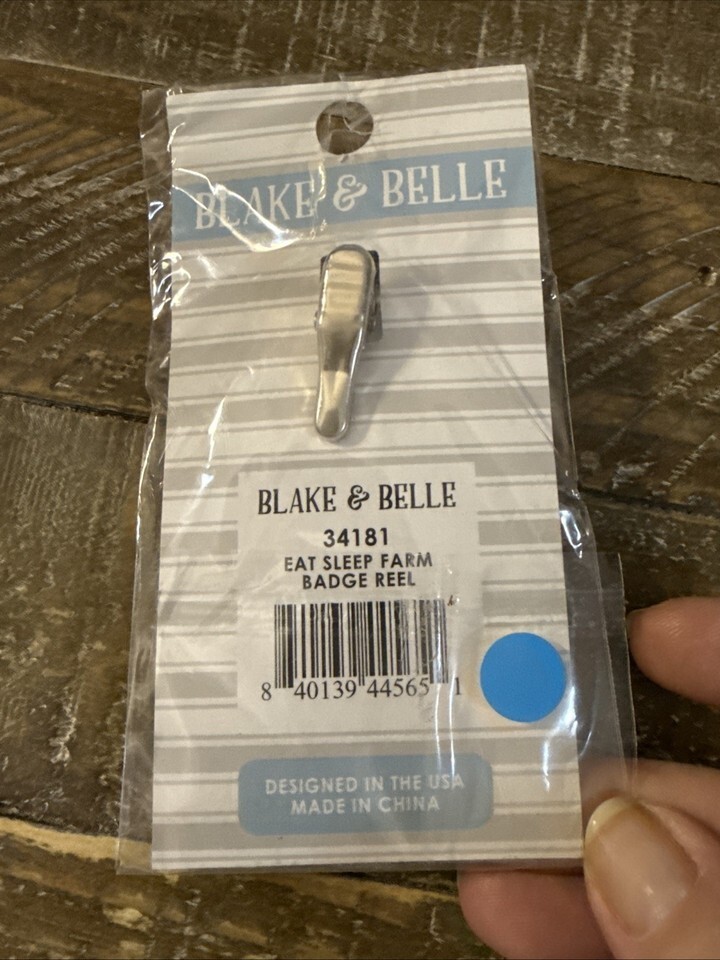 BLAKE & BELLE
BLAKE & BELLE
34181
EAT SLEEP FARM
BADGE REEL
8 40139 44565 1
DESIGNED IN THE USA
MADE IN CHINA